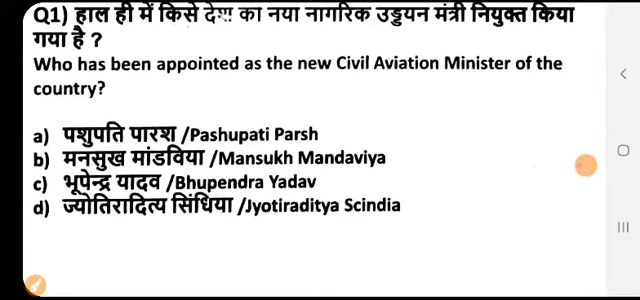 Q1) हाल ही में किसे देश का नया नागरिक उड्डयन मंत्री नियुक्त किया
गया है ?
Who has been appointed as the new Civil Aviation Minister of the
country?
a) पशुपति पारश /Pashupati Parsh
b) मनसुख मांडविया /Mansukh Mandaviya
c) भूपेन्द्र यादव /Bhupendra Yadav
d) ज्योतिरादित्य सिंधिया /Jyotiraditya Scindia